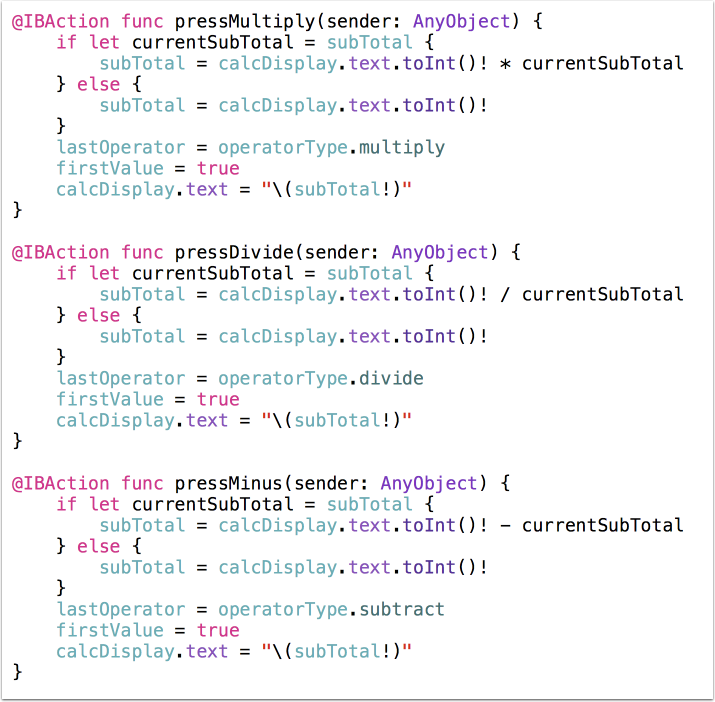 @IBAction func pressMultiply(sender: AnyObject) {
    if let currentSubTotal = subTotal {
        subTotal = calcDisplay.text.toInt()! * currentSubTotal
    } else {
        subTotal = calcDisplay.text.toInt()!
    }
    lastOperator = operatorType.multiply
    firstValue = true
    calcDisplay.text = "\(subTotal!)"
}

@IBAction func pressDivide(sender: AnyObject) {
    if let currentSubTotal = subTotal {
        subTotal = calcDisplay.text.toInt()! / currentSubTotal
    } else {
        subTotal = calcDisplay.text.toInt()!
    }
    lastOperator = operatorType.divide
    firstValue = true
    calcDisplay.text = "\(subTotal!)"
}

@IBAction func pressMinus(sender: AnyObject) {
    if let currentSubTotal = subTotal {
        subTotal = calcDisplay.text.toInt()! - currentSubTotal
    } else {
        subTotal = calcDisplay.text.toInt()!
    }
    lastOperator = operatorType.subtract
    firstValue = true
    calcDisplay.text = "\(subTotal!)"
}